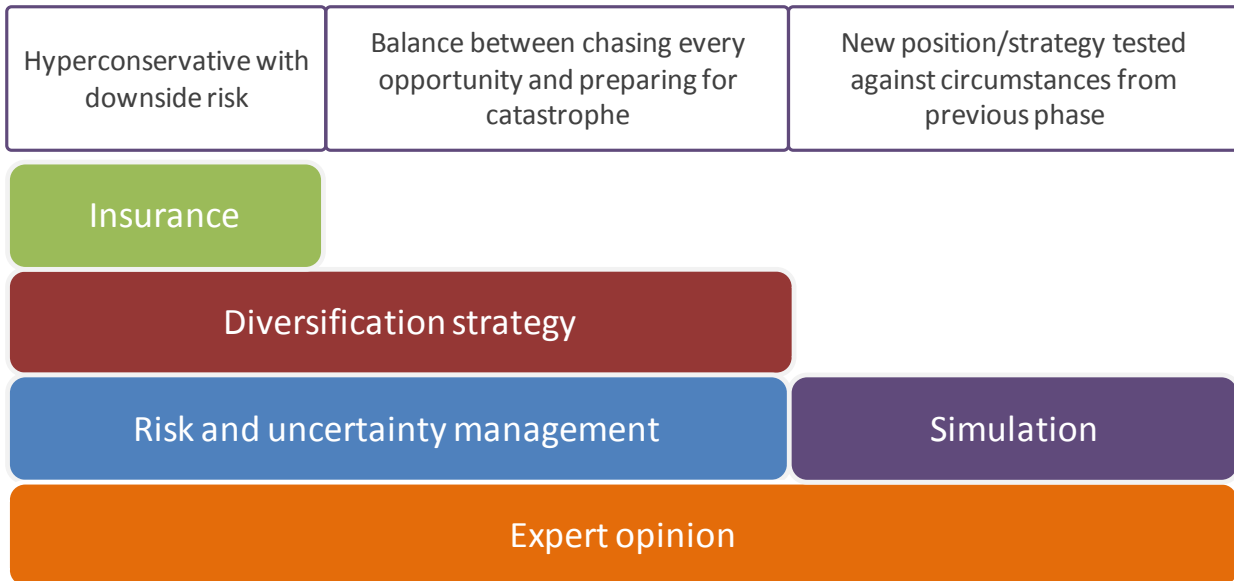 Hyperconservative with
downside risk
Balance between chasing every
opportunity and preparing for
catastrophe
New position/strategy tested
against circumstances from
previous phase
Insurance
Diversification strategy
Risk and uncertainty management
Simulation
Expert opinion